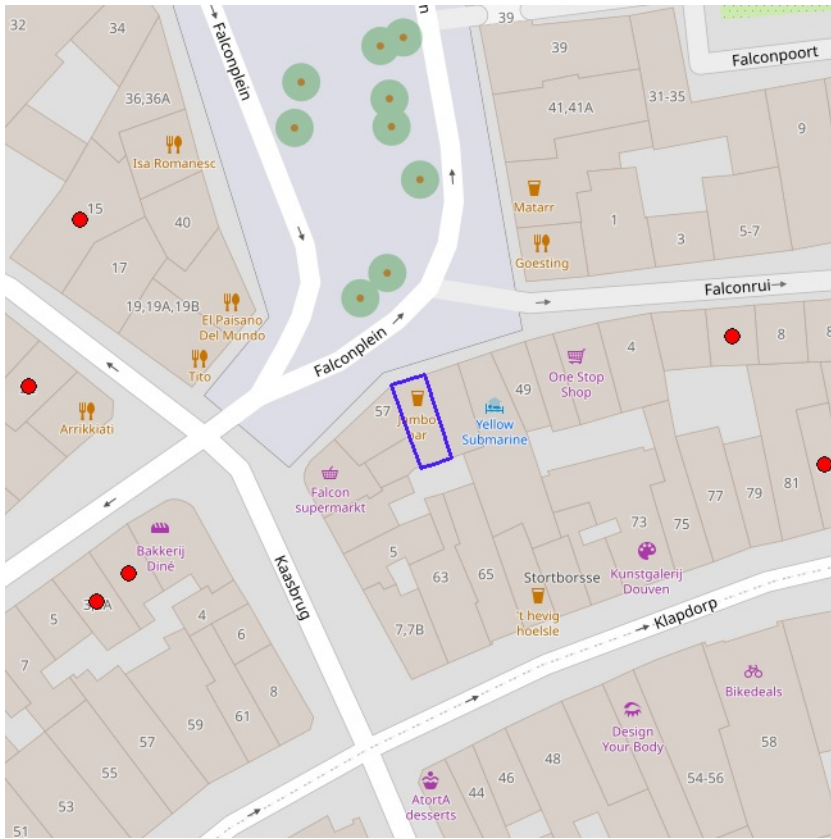 32
34
39
Falconplein
39
Falconpoort
36,36A
41,41A
31-35
9
Isa Romanesc
15
40
Matarr
1
5-7
3
17
Goesting
19,19A,19B
El Paisano
Del Mundo
Falconrui
Falconplein
4
8
Tito
One Stop
Shop
49
57
Jambo
bar
Yellow
Submarine
Arrikkiati
Falcon
supermarkt
77
79
81
73
75
Bakkerij
Diné
5
63
65
Stortborsse
Kunstgalerij
Douven
Kaasbrug
't hevig
hoelsle
Klapdorp
5
4
6
7,7B
7
8
Bikedeals
59
61
Design
Your Body
57
58
55
48
46
54-56
53
44
AtortA
desserts
51